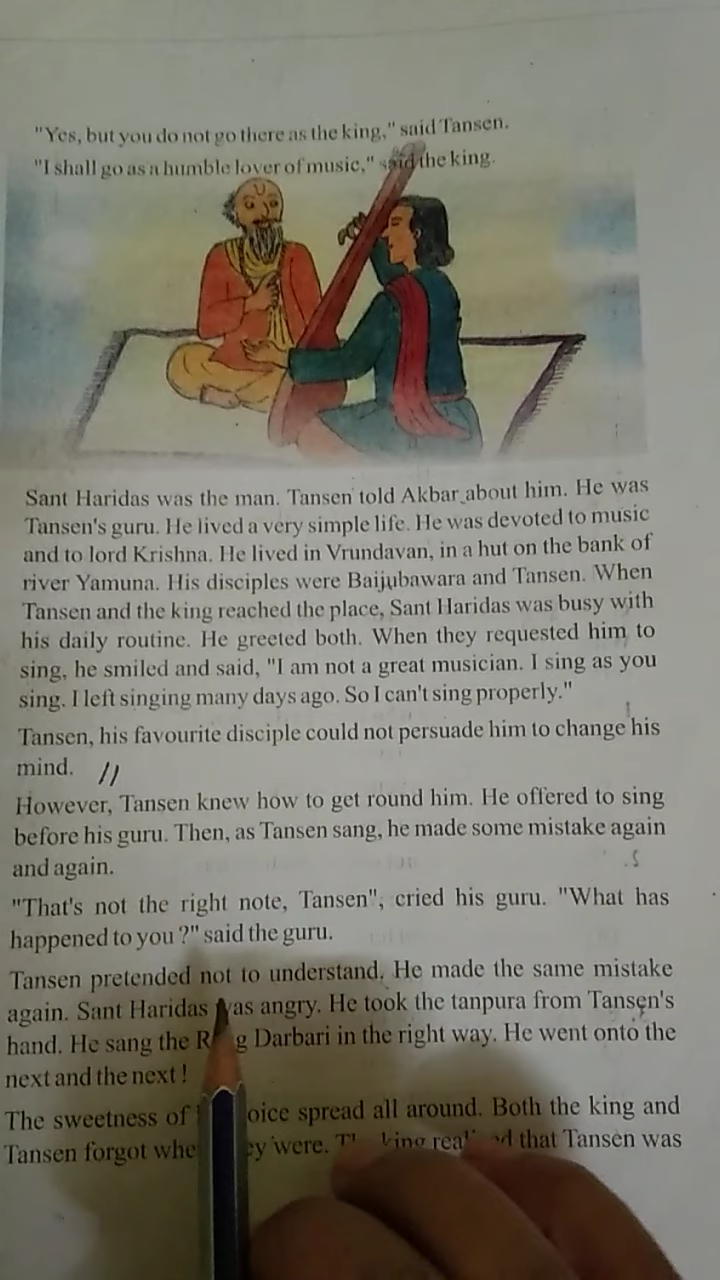 "Yes, but you do not go there as the king," said Tansen.
"I shall go as a humble lover of music," said the king.
Sant Haridas was the man. Tansen told Akbar about him. He was
Tansen's guru. He lived a very simple life. He was devoted to music
and to lord Krishna. He lived in Vrundavan, in a hut on the bank of
river Yamuna. His disciples were Baijubawara and Tansen. When
Tansen and the king reached the place, Sant Haridas was busy with
his daily routine. He greeted both. When they requested him to
sing, he smiled and said, "I am not a great musician. I sing as you
sing. I left singing many days ago. So I can't sing properly."
Tansen, his favourite disciple could not persuade him to change his
mind.
However, Tansen knew how to get round him. He offered to sing
before his guru. Then, as Tansen sang, he made some mistake again
and again.
"That's not the right note, Tansen", cried his guru. "What has
happened to you ?" said the guru.
Tansen pretended not to understand. He made the same mistake
again. Sant Haridas was angry. He took the tanpura from Tansen's
hand. He sang the Darbari in the right way. He went onto the
next and the next !
The sweetness of spread all around. Both the king and
Tansen forgot were. king that Tansen was